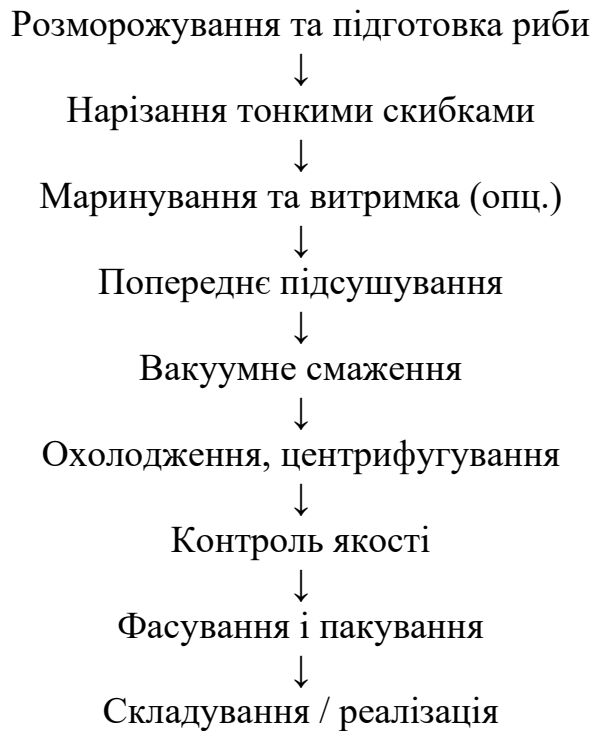 Розморожування та підготовка риби
↓
Нарізання тонкими скибками
↓
Маринування та витримка (опц.)
↓
Попереднє підсушування
↓
Вакуумне смаження
↓
Охолодження, центрифугування
↓
Контроль якості
↓
Фасування і пакування
↓
Складування / реалізація